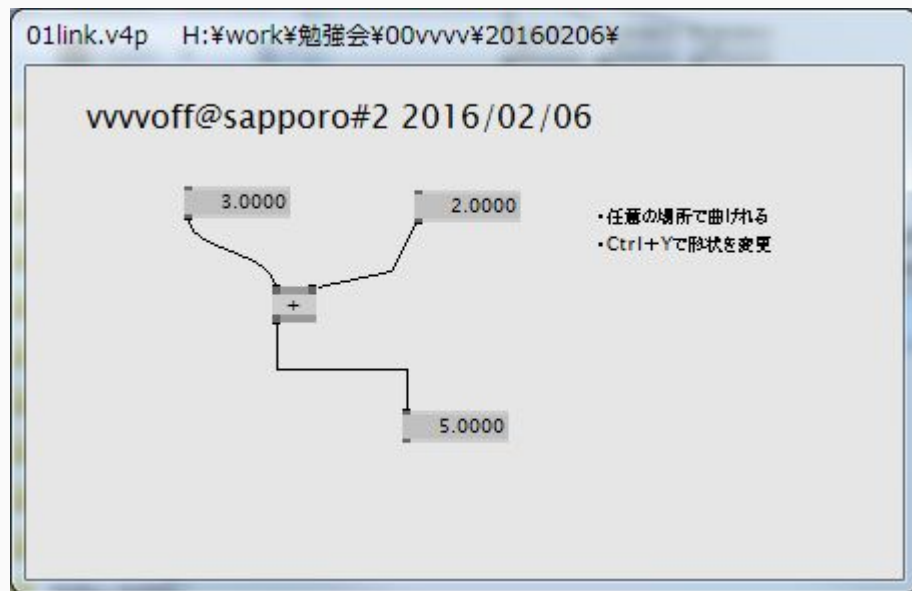 01link.v4p H:¥work¥勉強会¥00vvvv¥20160206¥
vvvvoff@sapporo#2 2016/02/06
3.0000
2.0000
・任意の場所で曲げれる
・Ctrl+Yで形状を変更
+
5.0000